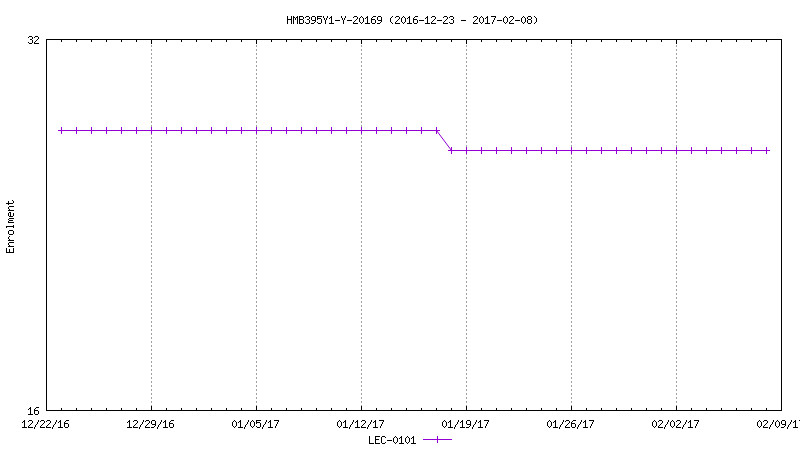 HMB395Y1-Y-20169 (2016-12-23 - 2017-02-08)
32
Enrolment
16
12/22/16 12/29/16 01/05/17 01/12/17 01/19/17 01/26/17 02/02/17 02/09/1
LEC-0101